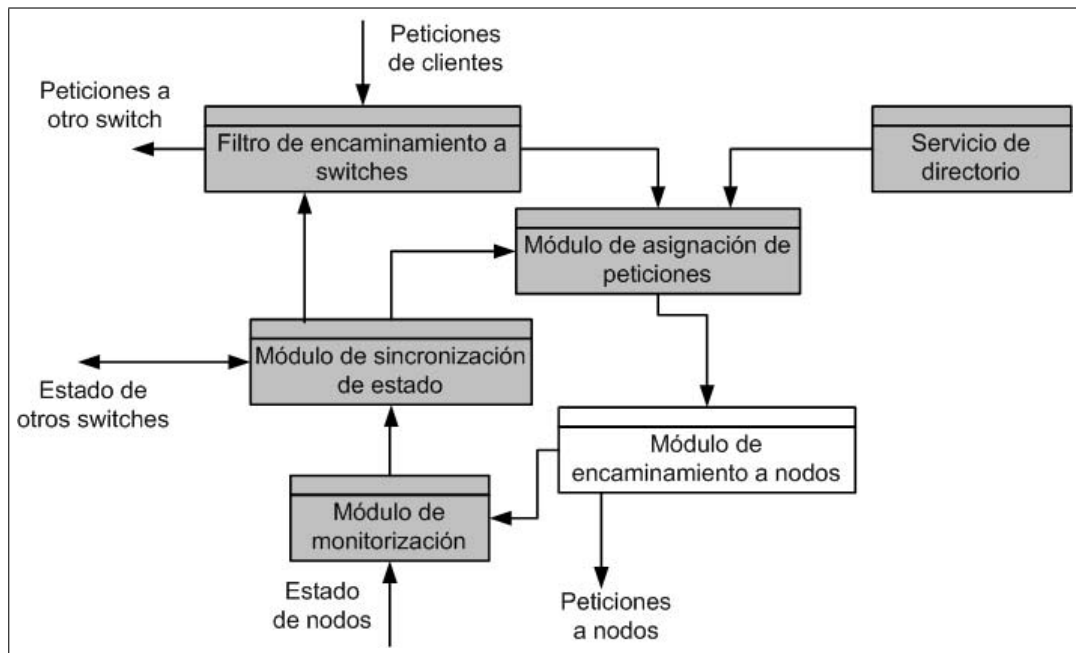 Peticiones
de clientes
Peticiones a
otro switch
Filtro de encaminamiento a
switches
Servicio de
directorio
Módulo de asignación de
peticiones
Módulo de sincronización
de estado
Estado de
otros switches
Módulo de
encaminamiento a nodos
Módulo de
monitorización
Estado
de nodos
Peticiones
a nodos